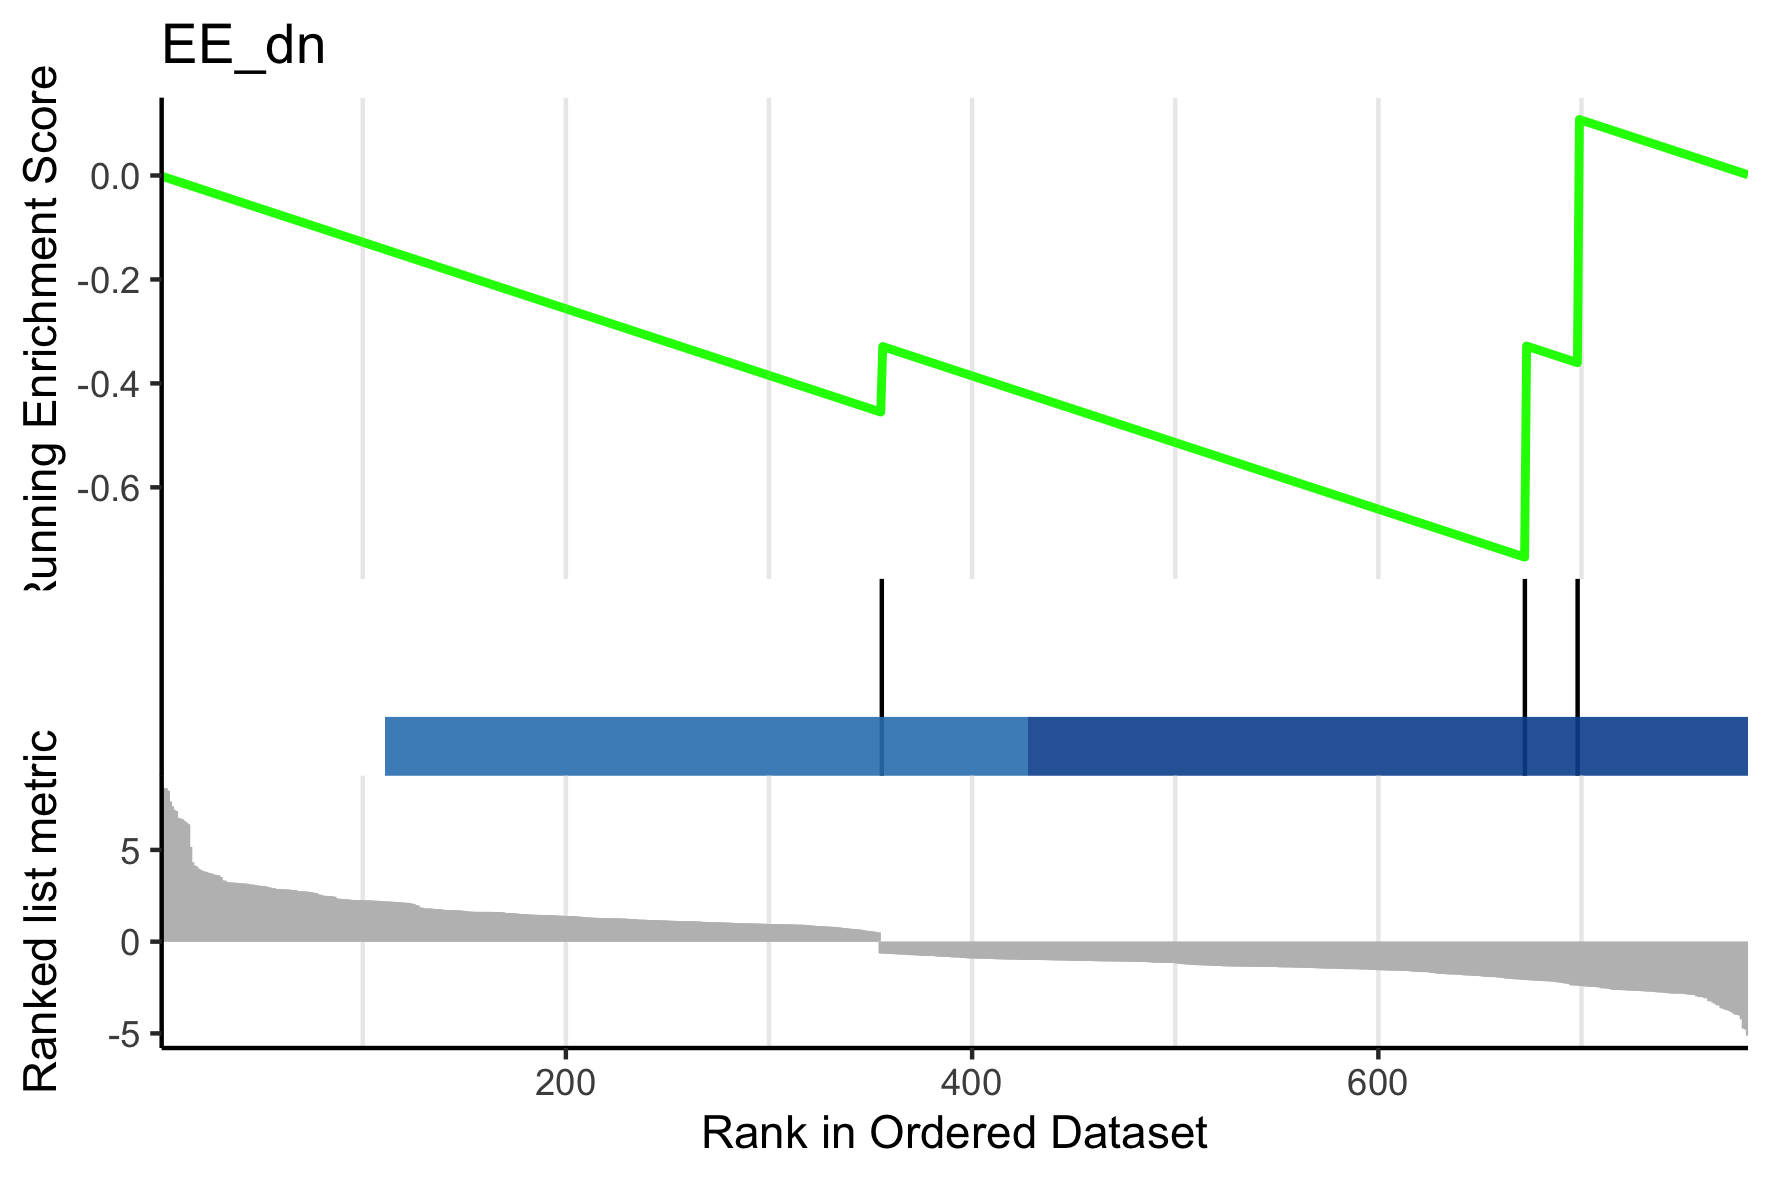 EE_dn
Running Enrichment Score
0.0
-0.2
-0.4
-0.6
Ranked list metric
5
0
-5
200
400
600
Rank in Ordered Dataset